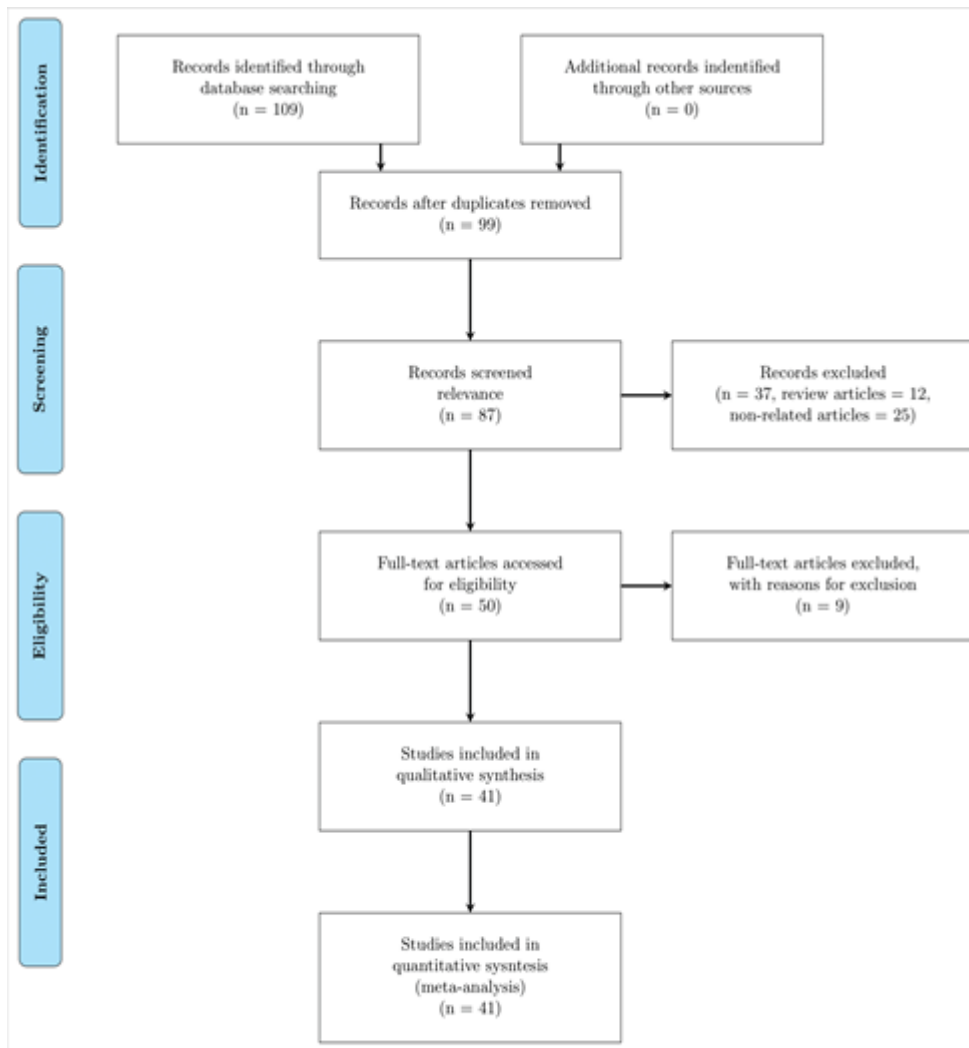 Identification
Records identified through
database searching
(n = 109)
Additional records indentified
through other sources
(n = 0)
Records after duplicates removed
(n = 99)
Screening
Records screened
relevance
(n = 87)
Records excluded
(n = 37, review articles = 12,
non-related articles = 25)
Eligibility
Full-text articles accessed
for eligibility
(n = 50)
Full-text articles excluded,
with reasons for exclusion
(n = 9)
Included
Studies included in
qualitative synthesis
(n = 41)
Studies included in
quantitative sysntesis
(meta-analysis)
(n = 41)